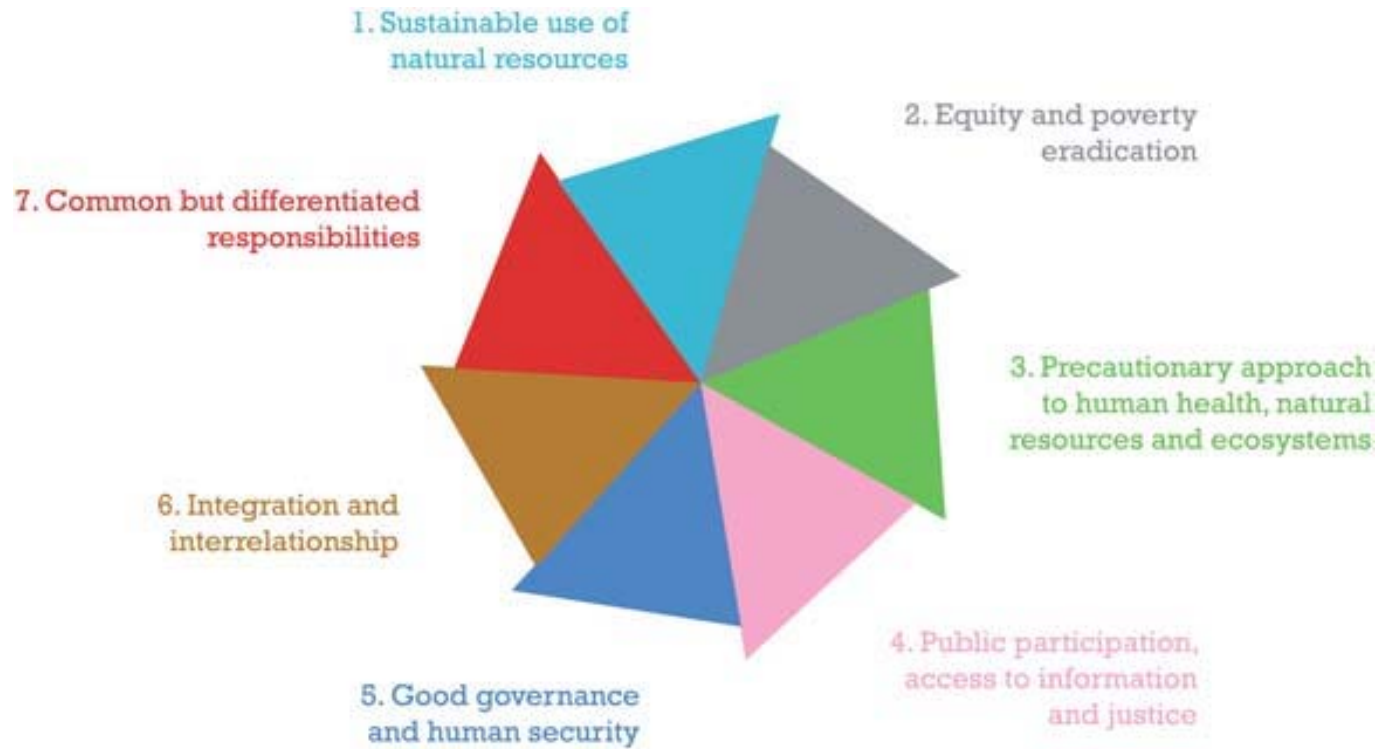 1. Sustainable use of
natural resources
2. Equity and poverty
eradication
3. Precautionary approach
to human health, natural
resources and ecosystems
4. Public participation,
access to information
and justice
5. Good governance
and human security
6. Integration and
interrelationship
7. Common but differentiated
responsibilities